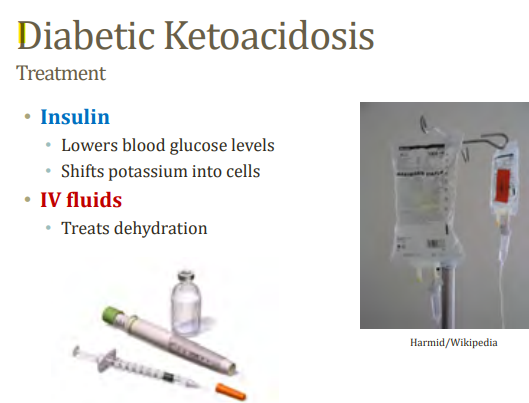 Diabetic Ketoacidosis
Treatment
• Insulin
• Lowers blood glucose levels
• Shifts potassium into cells
• IV fluids
• Treats dehydration
Harmid/Wikipedia